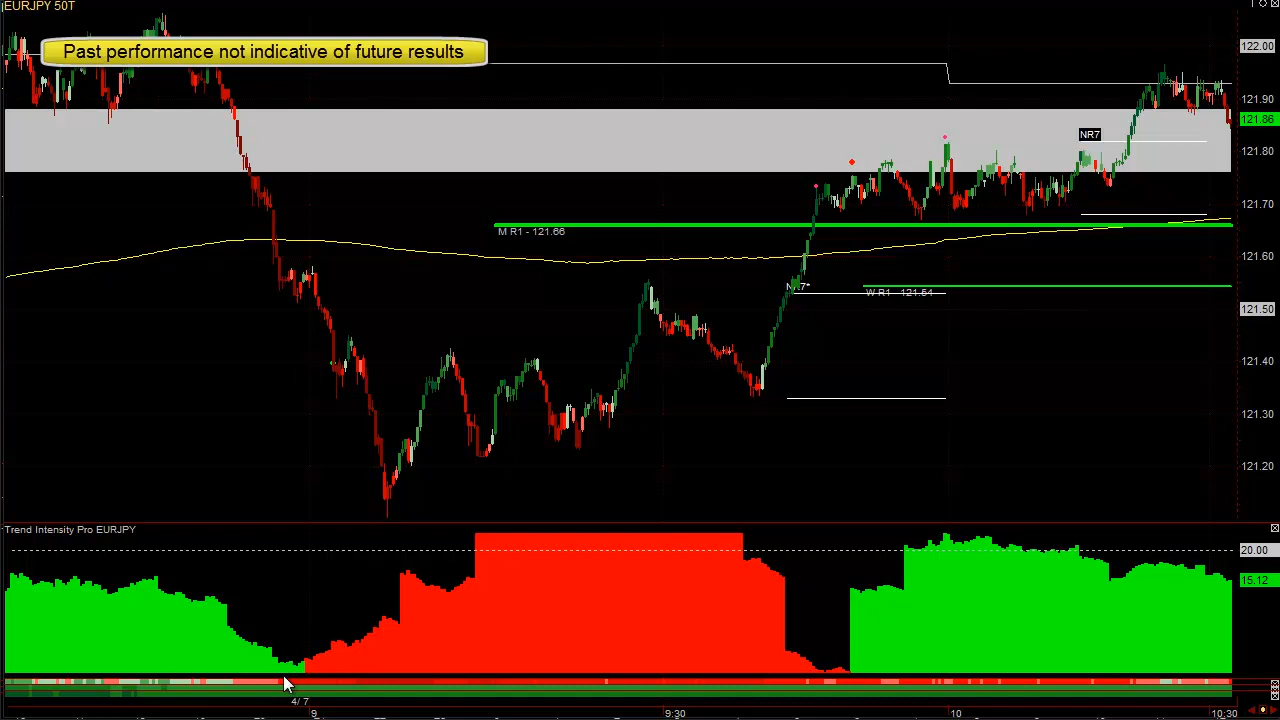 EURJPY 50T
Past performance not indicative of future results
122.00
121.90
121.86
121.80
NR7
121.70
M R1 - 121.66
121.60
W R1 - 121.54
121.50
121.40
121.30
121.20
Trend Intensity Pro EURJPY
20.00
15.12
4/ 7
9
9:30
10
10:30